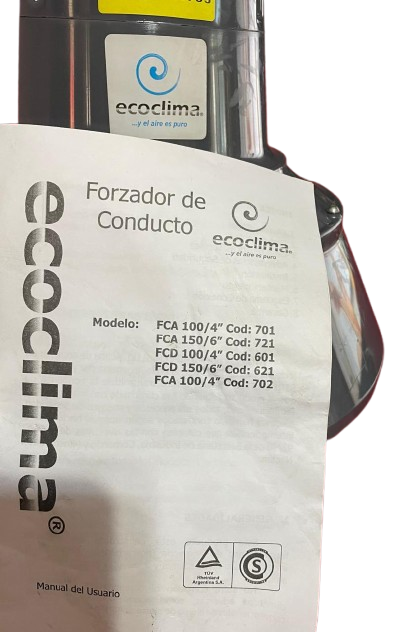 ecoclima®
...y el aire es puro
Forzador de
Conducto
ecoclima®
...y el aire es puro
ecoclima®
Modelo: FCA 100/4" Cod: 701
FCA 150/6" Cod: 721
FCD 100/4" Cod: 601
FCD 150/6" Cod: 621
FCA 100/4" Cod: 702
TÜV
Rheinland
Argentina S.A.
S
Manual del Usuario